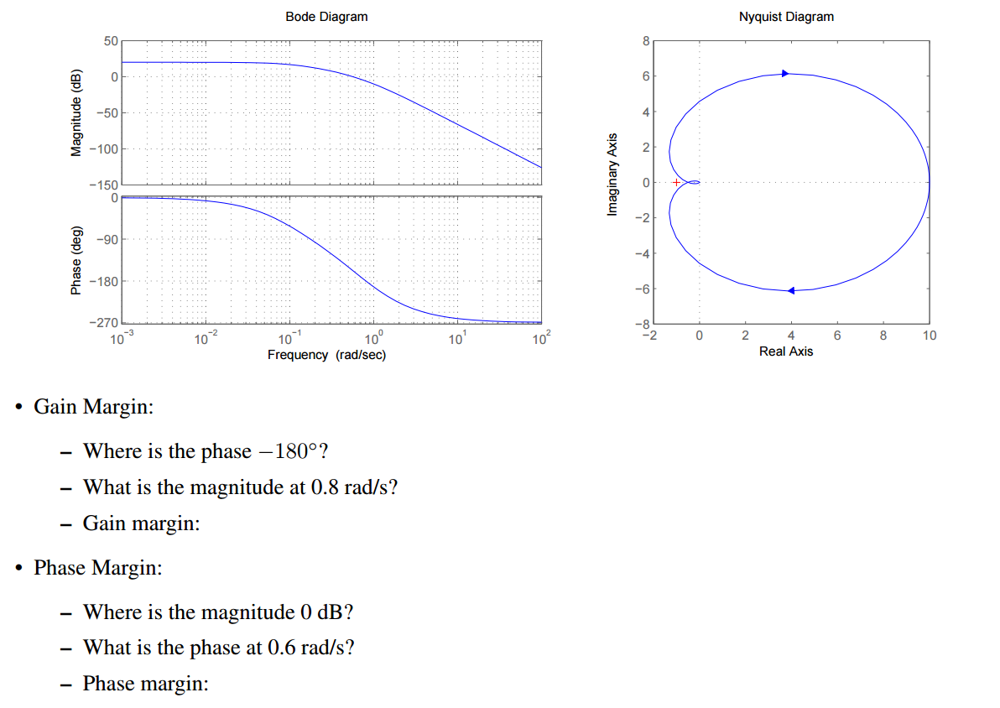 Bode Diagram
Nyquist Diagram
50
0
−50
−100
−150
Magnitude (dB)
0
−90
−180
−270
Phase (deg)
10^−3
10^−2
10^−1
10^0
10^1
10^2
Frequency (rad/sec)
8
6
4
2
0
−2
−4
−6
−8
Imaginary Axis
−2
0
2
4
6
8
10
Real Axis
• Gain Margin:
– Where is the phase −180°?
– What is the magnitude at 0.8 rad/s?
– Gain margin:
• Phase Margin:
– Where is the magnitude 0 dB?
– What is the phase at 0.6 rad/s?
– Phase margin: